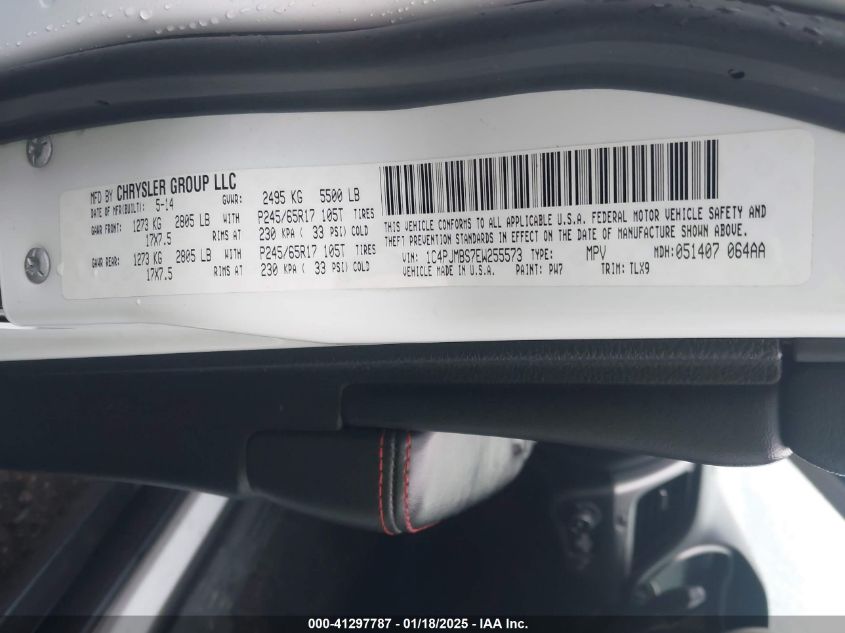 MFD BY CHRYSLER GROUP LLC
DATE OF MFR(BUILT): 5-14 GVWR: 2495 KG 5500 LB
GAWR FRONT: 1273 KG 2805 LB WITH P245/65R17 105T TIRES
17X7.5 RIMS AT 230 KPA ( 33 PSI) COLD
GAWR REAR: 1273 KG 2805 LB WITH P245/65R17 105T TIRES
17X7.5 RIMS AT 230 KPA ( 33 PSI) COLD
THIS VEHICLE CONFORMS TO ALL APPLICABLE U.S.A. FEDERAL MOTOR VEHICLE SAFETY AND
THEFT PREVENTION STANDARDS IN EFFECT ON THE DATE OF MANUFACTURE SHOWN ABOVE.
VIN: 1C4PJMBS7EW255573 TYPE: MPV MDH:051407 064AA
VEHICLE MADE IN U.S.A. PAINT: PW7 TRIM: TLX9
000-41297787 - 01/18/2025 - IAA Inc.